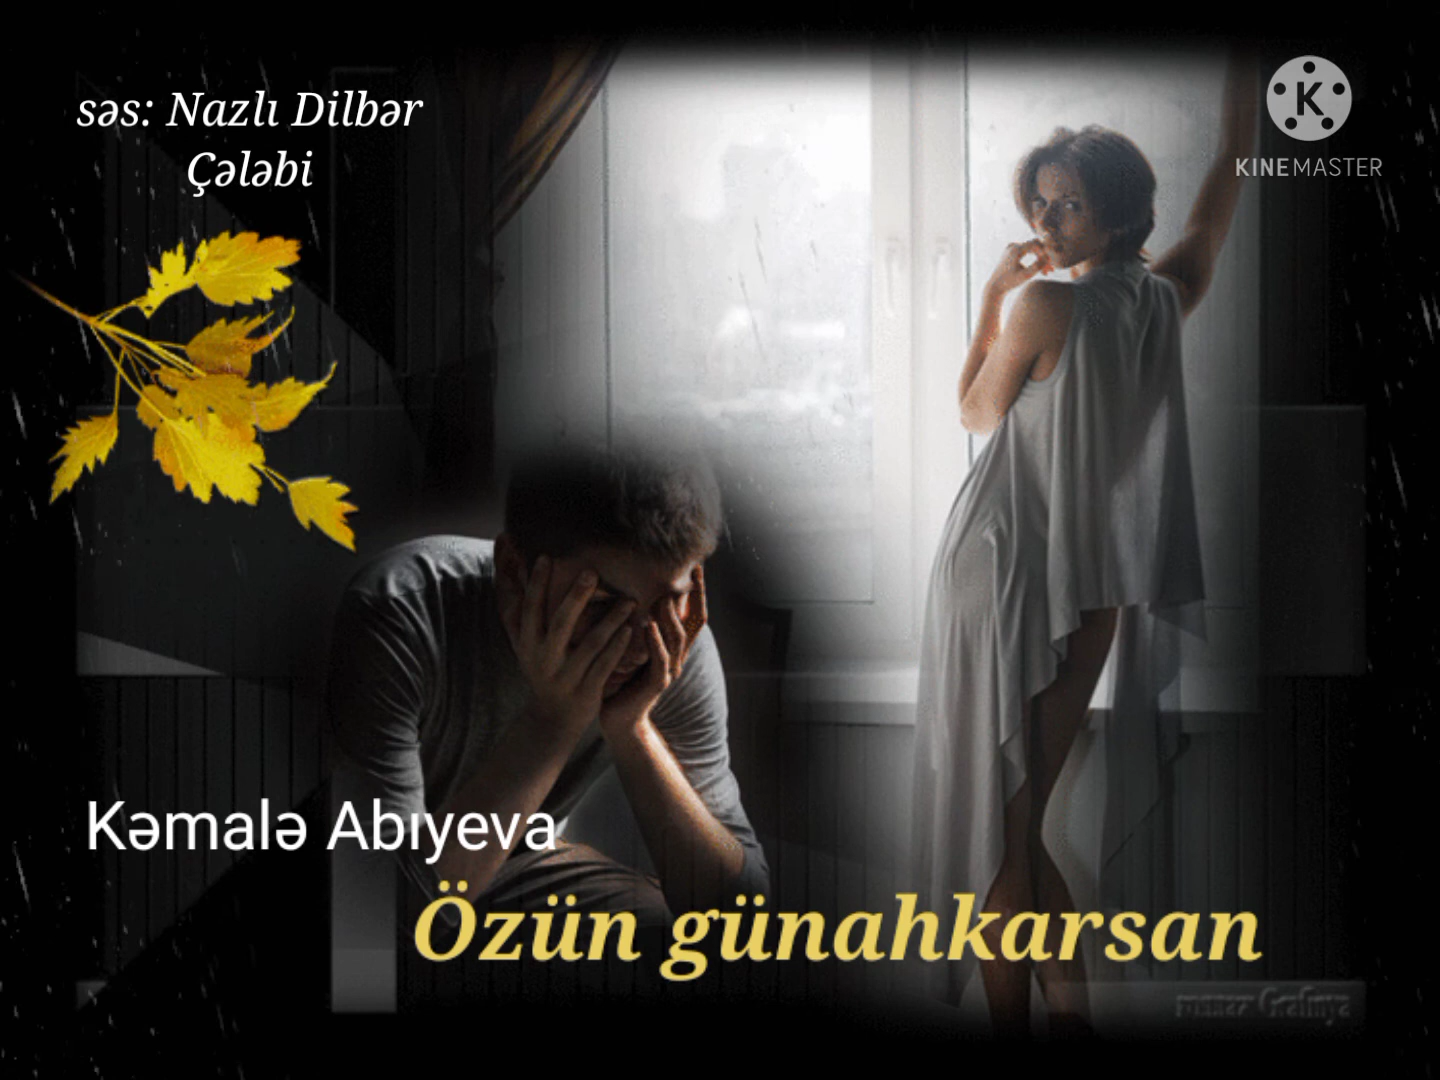 səs: Nazlı Dilbər
Çələbi
K
KINEMASTER
Kəmalə Abıyeva
Özün günahkarsan